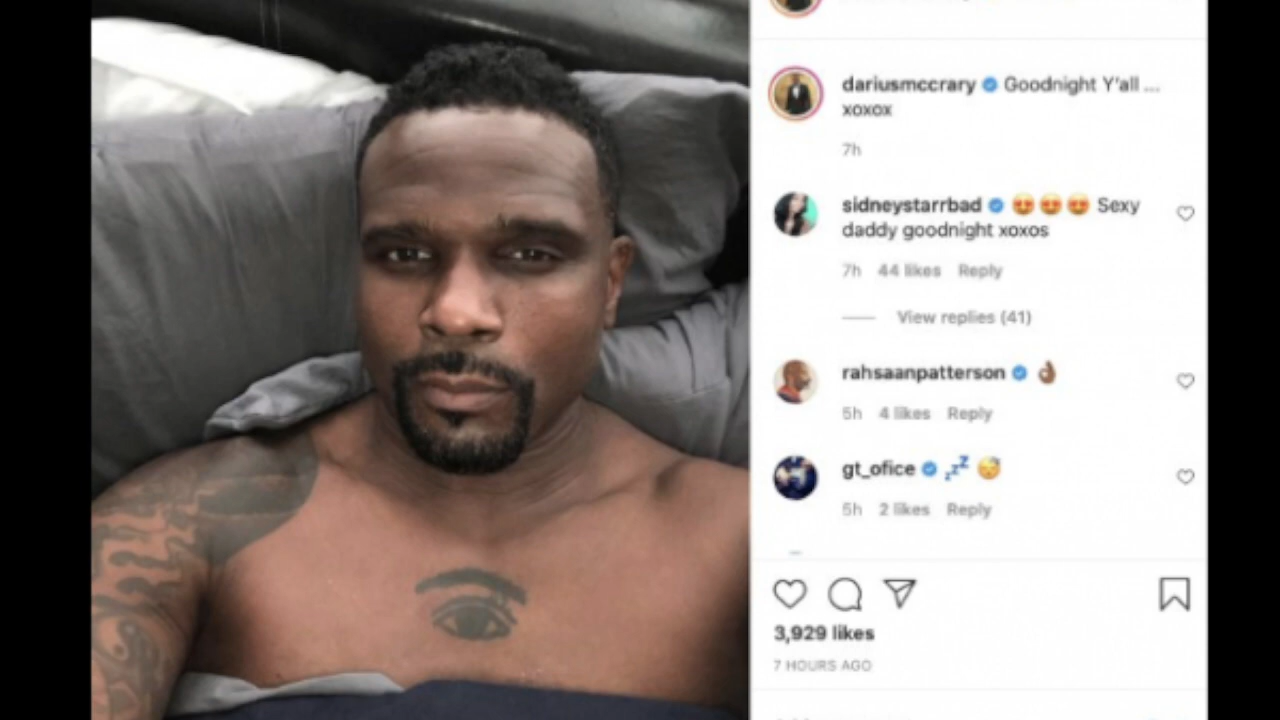 dariusmccrary Goodnight Y'all ...
xoxox
7h
sidneystarrbad 😍😍😍 Sexy
daddy goodnight xoxos
7h 44 likes Reply
View replies (41)
rahsaanpatterson 👌🏾
5h 4 likes Reply
gt_ofice 💤 😴
5h 2 likes Reply
3,929 likes
7 HOURS AGO